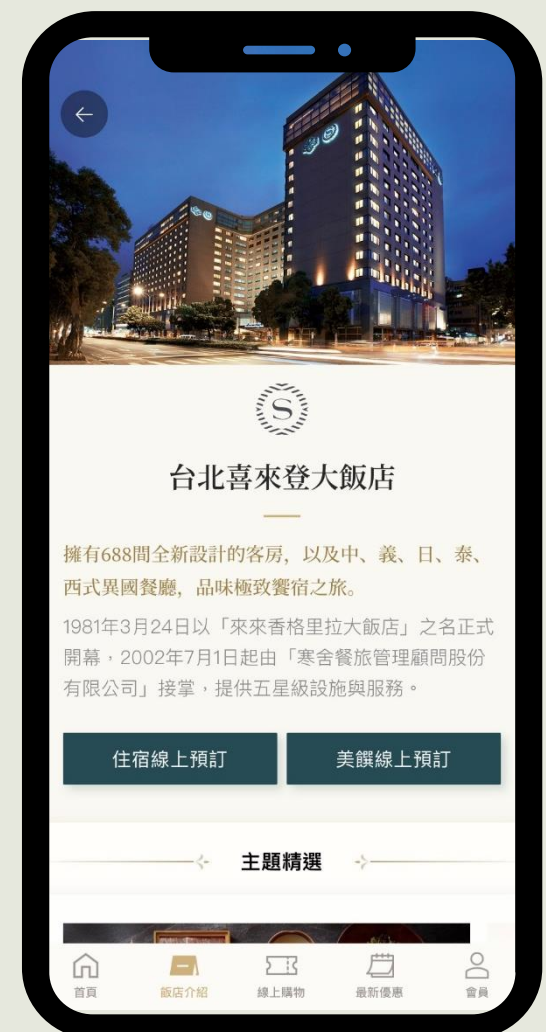 S
台北喜來登大飯店
擁有688間全新設計的客房，以及中、義、日、泰、
西式異國餐廳，品味極致饗宿之旅。
1981年3月24日以「來來香格里拉大飯店」之名正式
開幕，2002年7月1日起由「寒舍餐旅管理顧問股份
有限公司」接掌，提供五星級設施與服務。
住宿線上預訂
美饌線上預訂
主題精選
首頁
飯店介紹
線上購物
最新優惠
會員